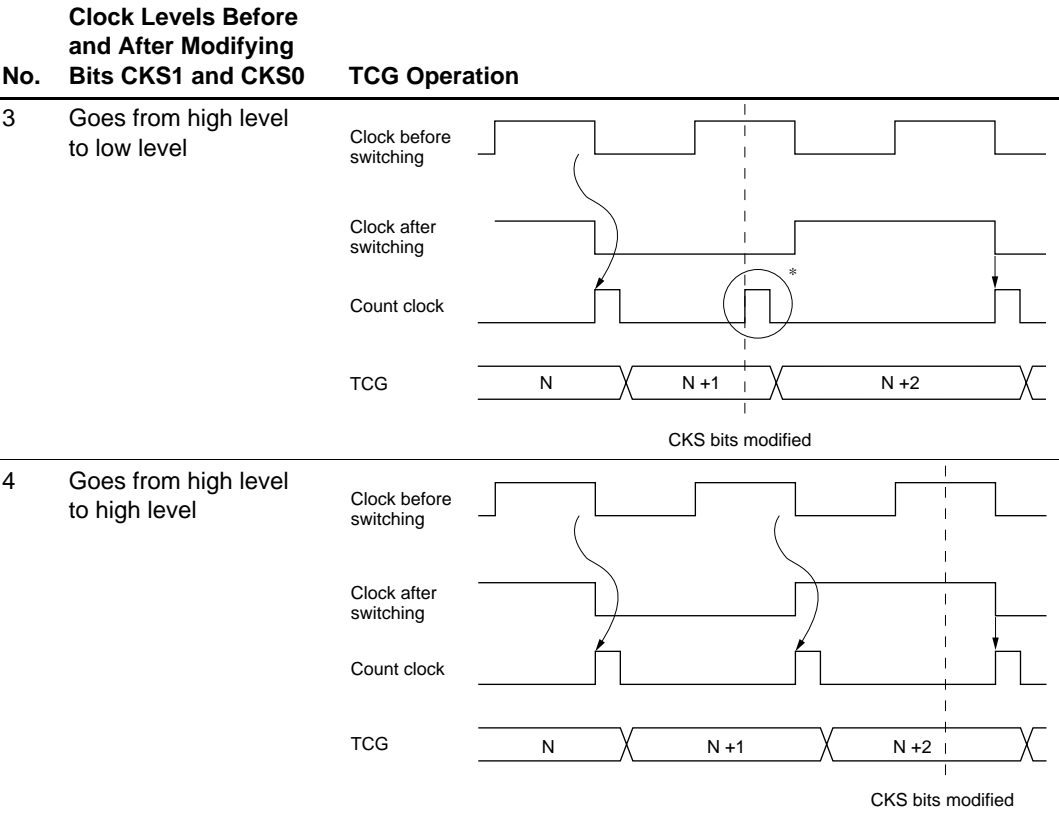 Clock Levels Before
and After Modifying
No. Bits CKS1 and CKS0 TCG Operation
3 Goes from high level
to low level
Clock before
switching
Clock after
switching
*
Count clock
TCG N N +1 N +2
CKS bits modified
4 Goes from high level
to high level
Clock before
switching
Clock after
switching
Count clock
TCG N N +1 N +2
CKS bits modified